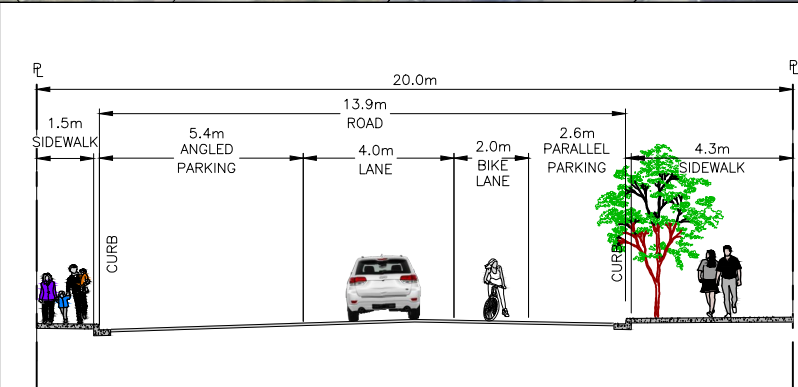 PL
PL
20.0m
13.9m
ROAD
1.5m
SIDEWALK
5.4m
ANGLED
PARKING
4.0m
LANE
2.0m
BIKE
LANE
2.6m
PARALLEL
PARKING
4.3m
SIDEWALK
CURB
CURB